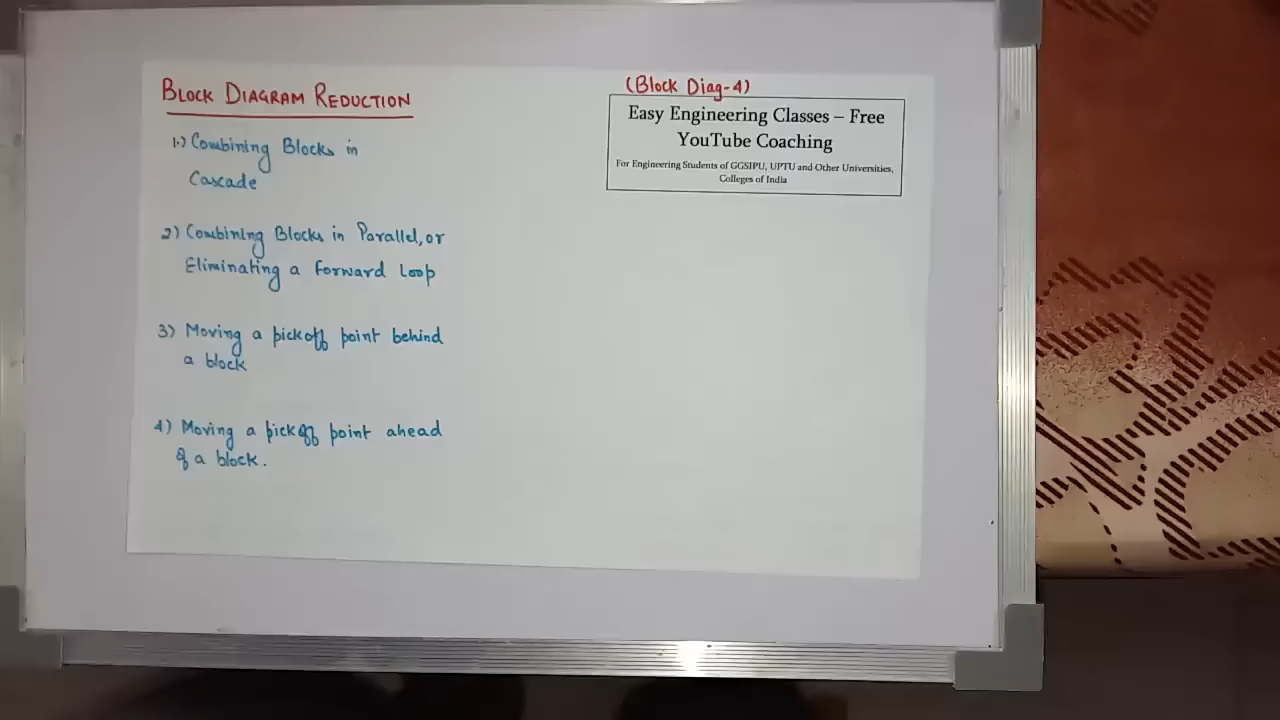 BLOCK DIAGRAM REDUCTION
1.) Combining Blocks in
Cascade
2) Combining Blocks in Parallel, or
Eliminating a forward loop
3) Moving a pickoff point behind
a block
4) Moving a pickoff point ahead
of a block.
(Block Diag-4)
Easy Engineering Classes – Free
YouTube Coaching
For Engineering Students of GGSIPU, UPTU and Other Universities,
Colleges of India